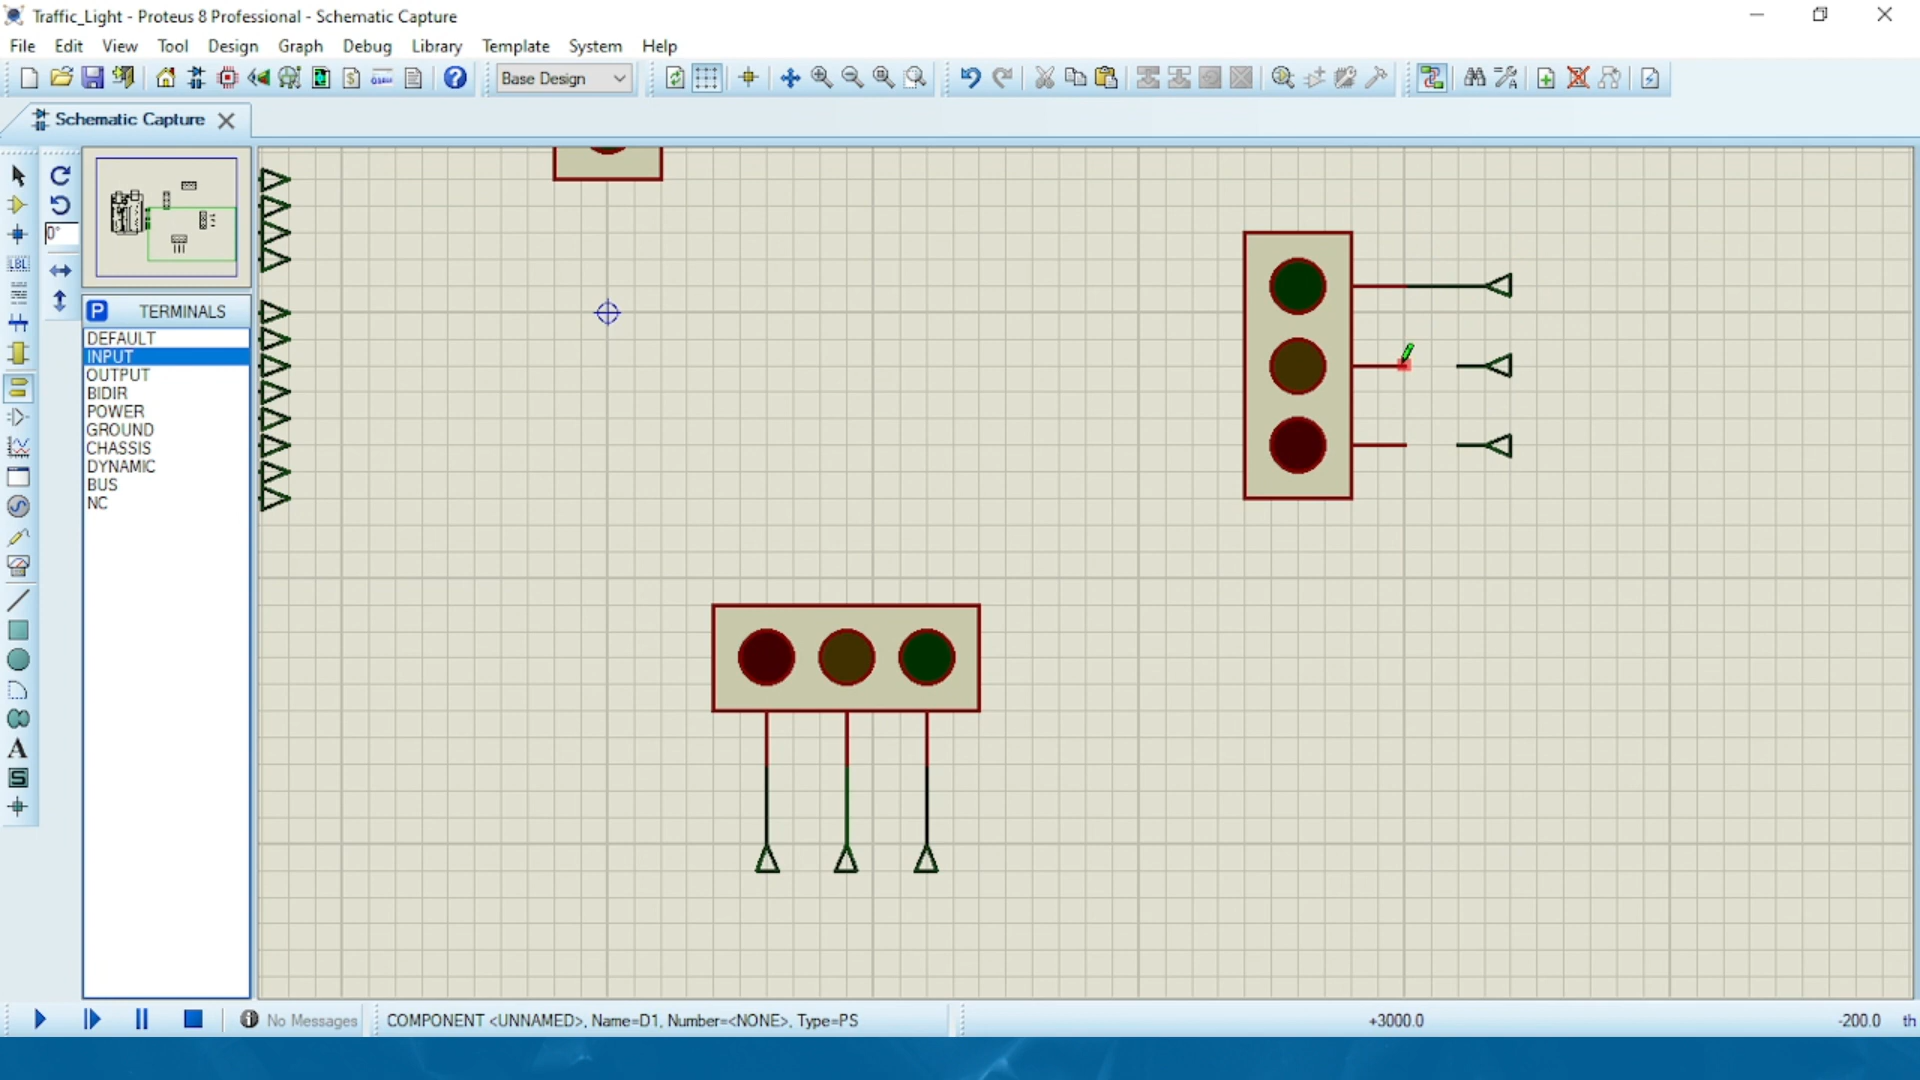 Traffic_Light - Proteus 8 Professional - Schematic Capture
File Edit View Tool Design Graph Debug Library Template System Help
Base Design
Schematic Capture
LBL
0°
P TERMINALS
DEFAULT
INPUT
OUTPUT
BIDIR
POWER
GROUND
CHASSIS
DYNAMIC
BUS
NC
A
S
No Messages COMPONENT <UNNAMED>, Name=D1, Number=<NONE>, Type=PS +3000.0 -200.0 th